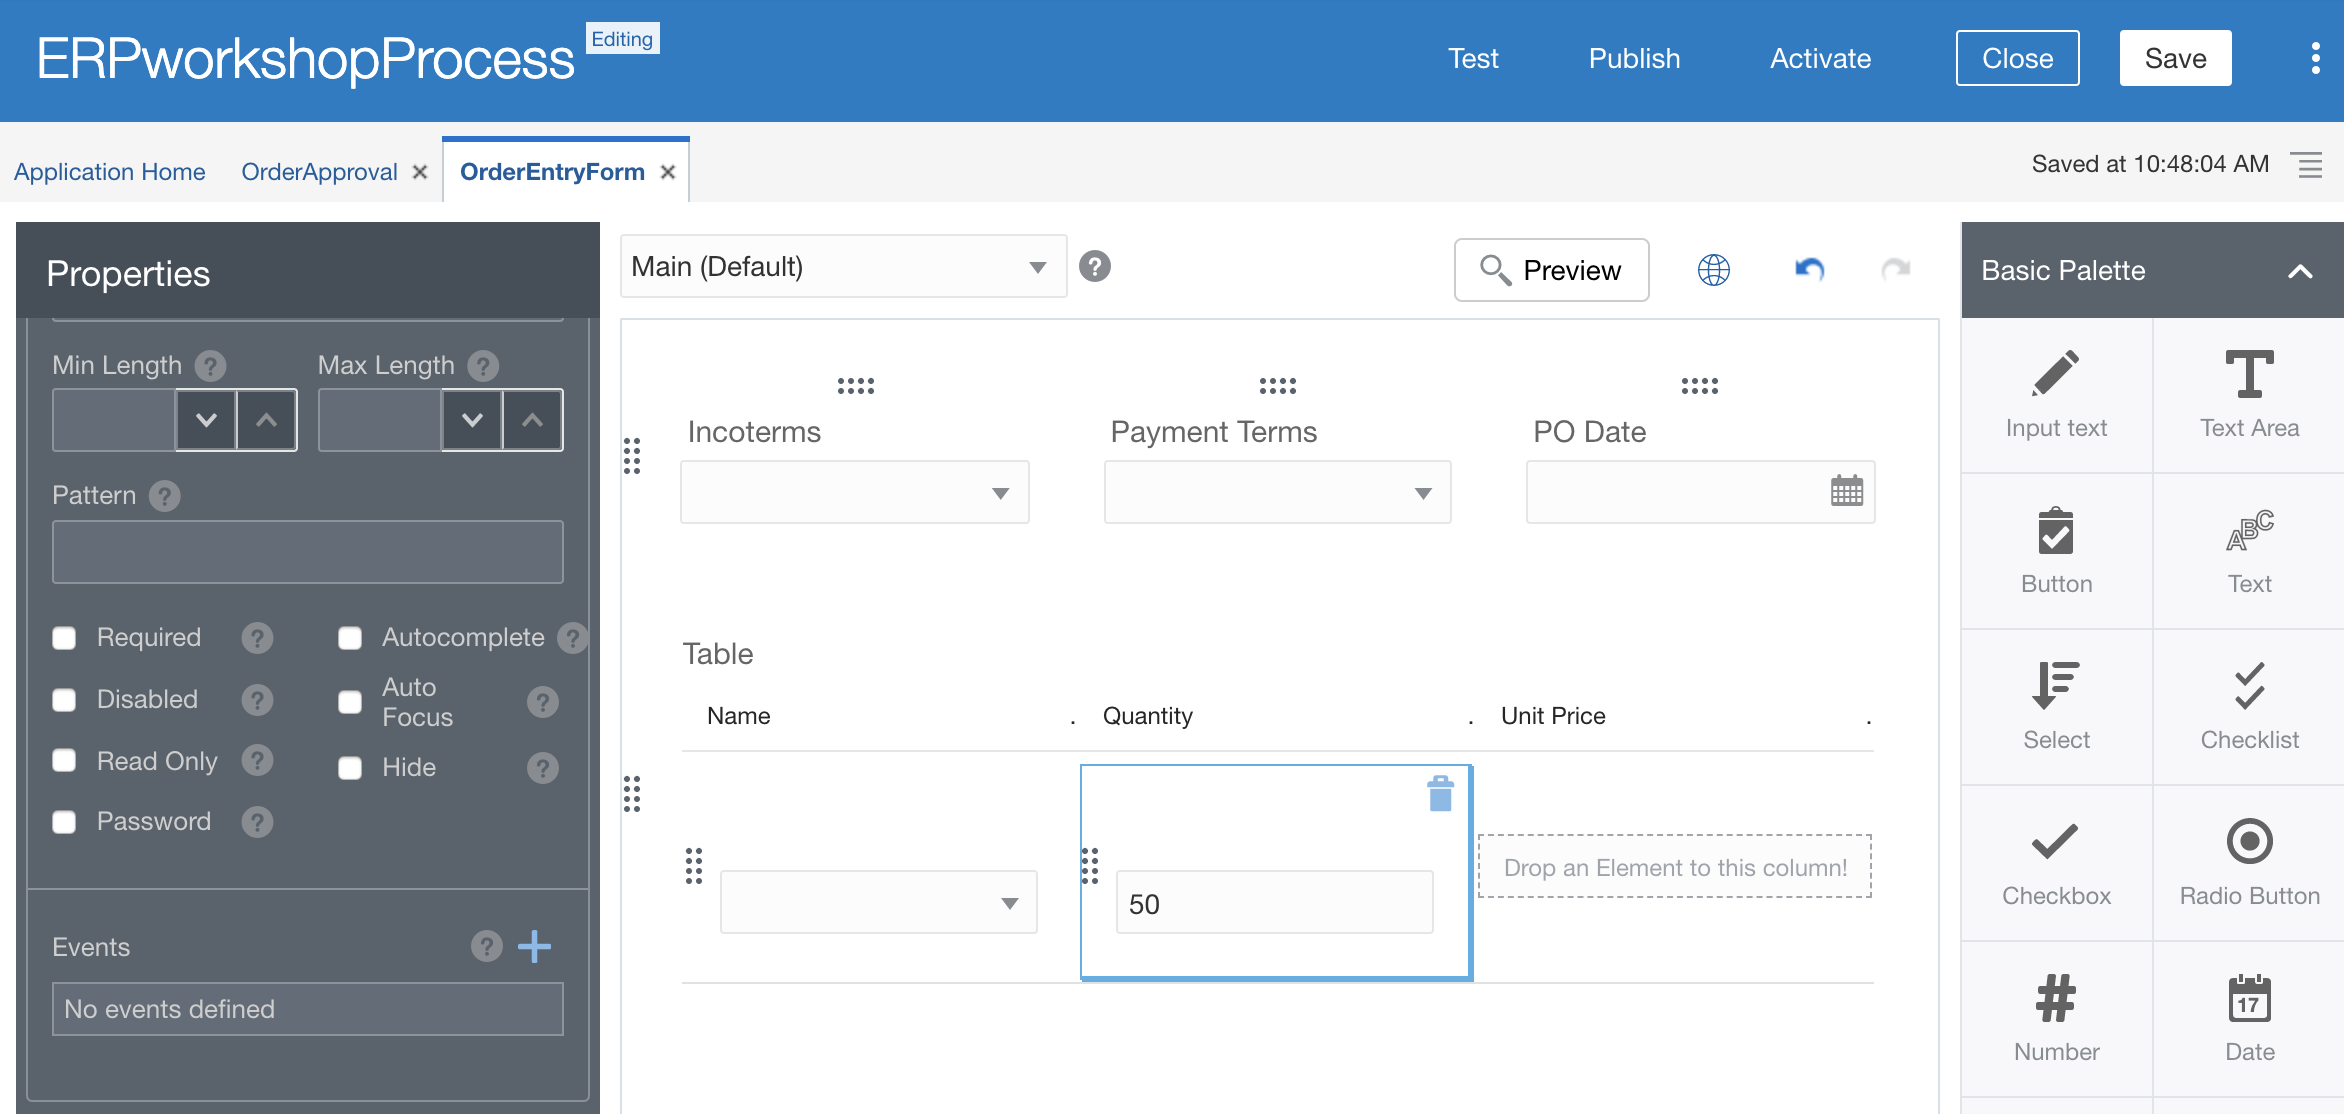 ERPworkshopProcess Editing Test Publish Activate Close Save
Application Home OrderApproval OrderEntryForm Saved at 10:48:04 AM
Properties
Min Length ? Max Length ?
Pattern ?
Required ? Autocomplete ?
Disabled ? Auto Focus ?
Read Only ? Hide ?
Password ?
Events ?
No events defined
Main (Default) ? Preview
Incoterms Payment Terms PO Date
Table
Name . Quantity . Unit Price .
50 Drop an Element to this column!
Basic Palette
Input text Text Area
ABC
Button Text
Select Checklist
Checkbox Radio Button
17
Number Date